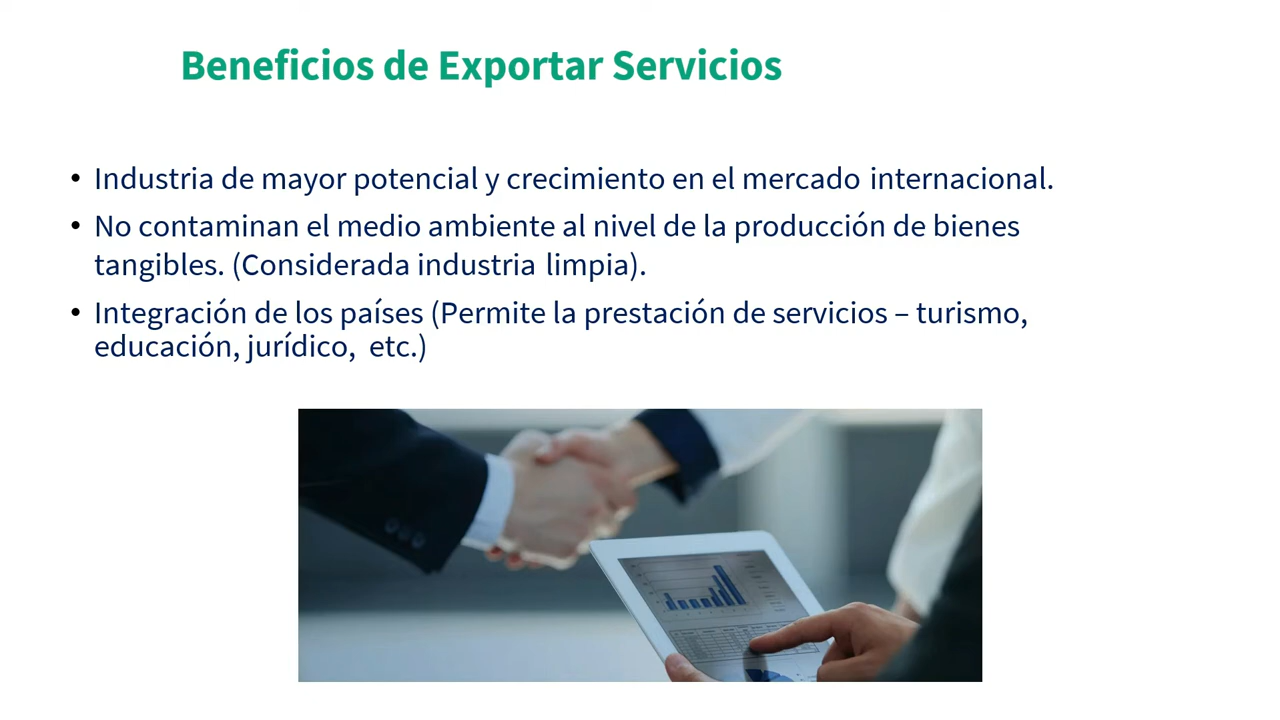 Beneficios de Exportar Servicios
• Industria de mayor potencial y crecimiento en el mercado internacional.
• No contaminan el medio ambiente al nivel de la producción de bienes
tangibles. (Considerada industria limpia).
• Integración de los países (Permite la prestación de servicios – turismo,
educación, jurídico,  etc.)